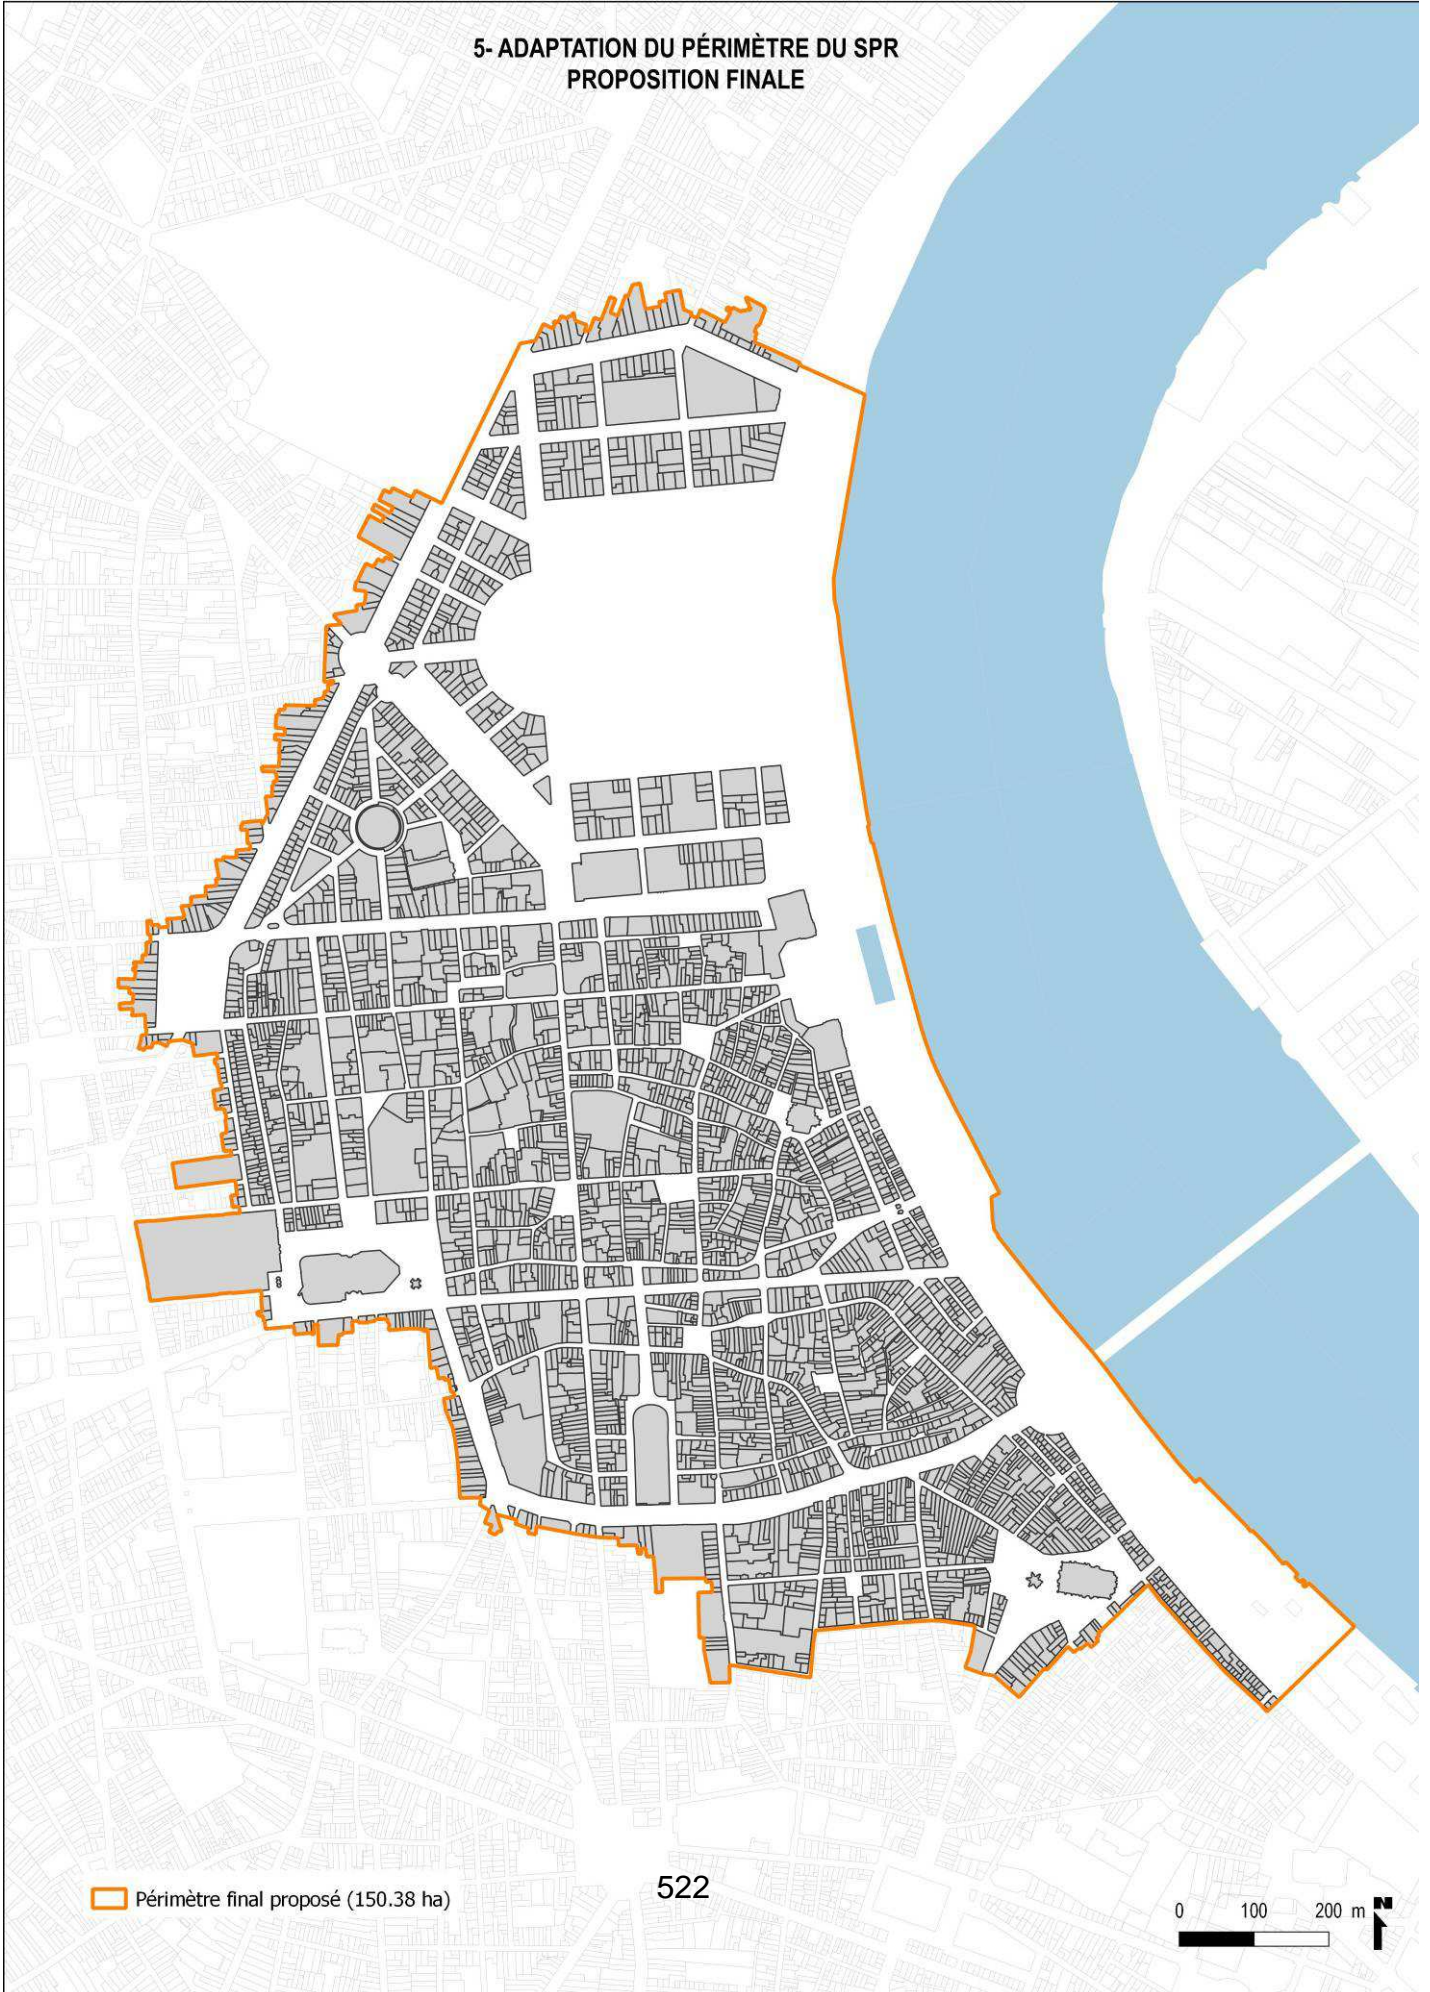 5- ADAPTATION DU PÉRIMÈTRE DU SPR
PROPOSITION FINALE
Périmètre final proposé (150.38 ha)
522
0 100 200 m
N